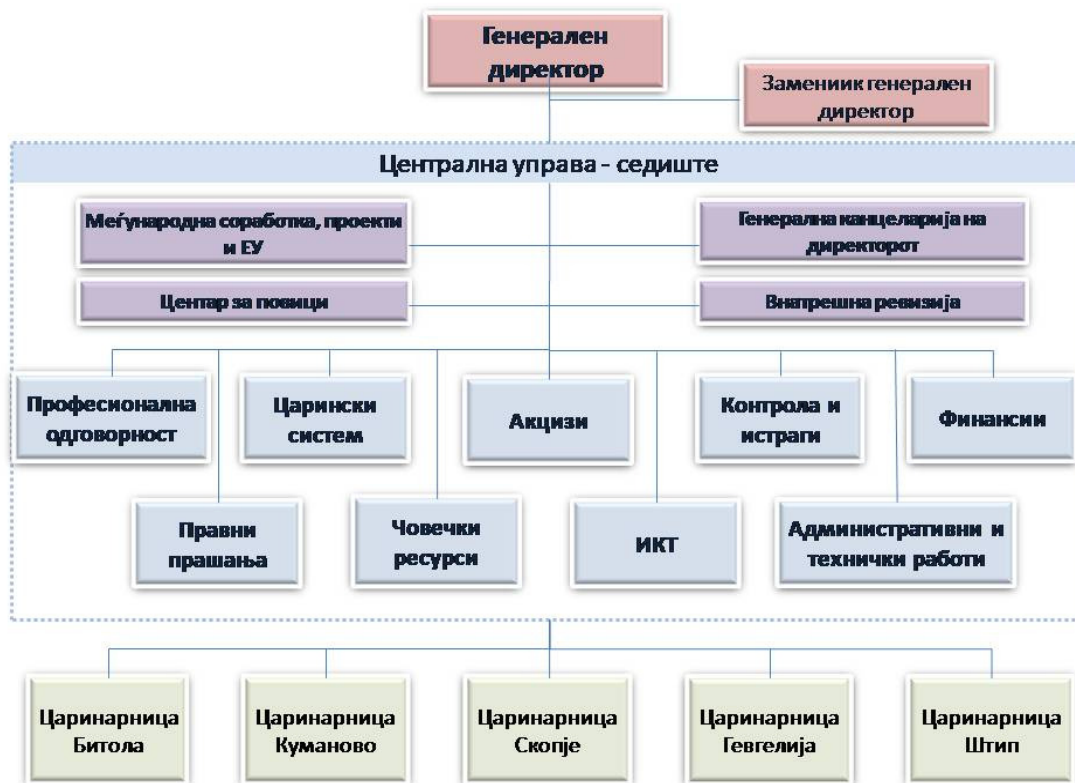 Генерален
директор
Замениик генерален
директор
Централна управа - седиште
Меѓународна соработка, проекти
и ЕУ
Генерална канцеларија на
директорот
Центар за повици
Внатрешна ревизија
Професионална
одговорност
Царински
систем
Акцизи
Контрола и
истраги
Финансии
Правни
прашања
Човечки
ресурси
ИКТ
Административни и
технички работи
Царинарница
Битола
Царинарница
Куманово
Царинарница
Скопје
Царинарница
Гевгелија
Царинарница
Штип